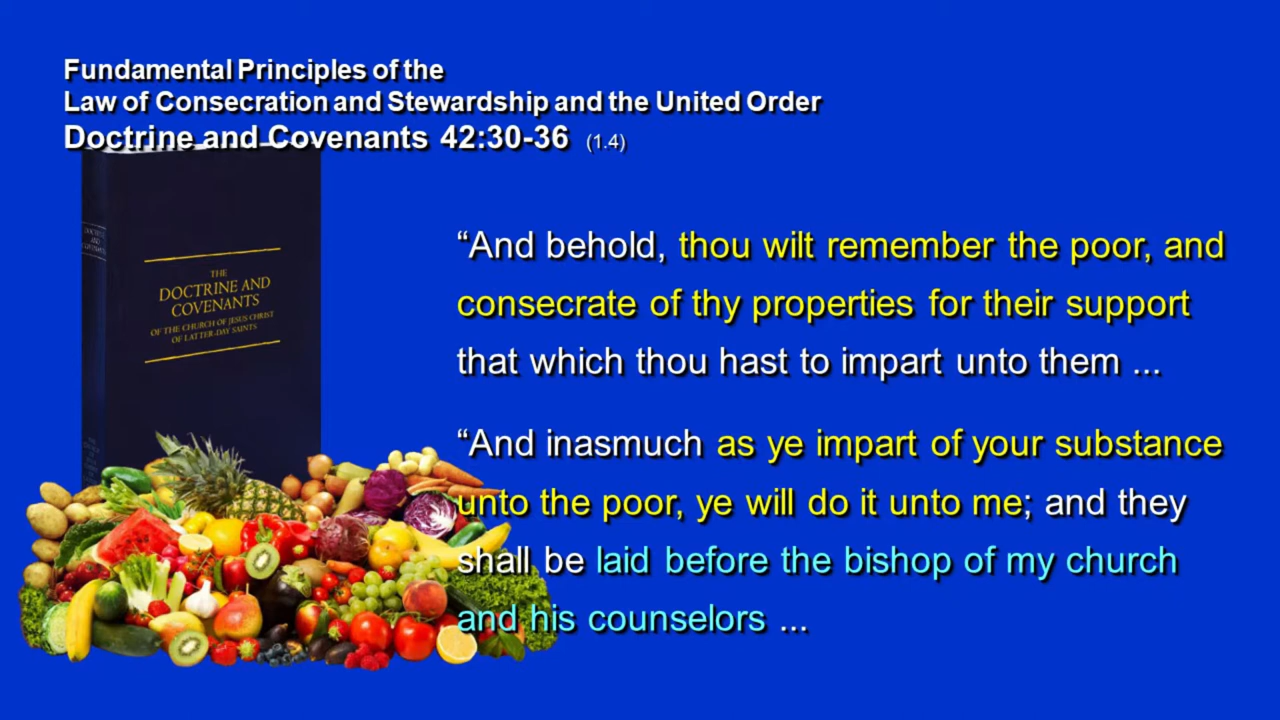 Fundamental Principles of the
Law of Consecration and Stewardship and the United Order
Doctrine and Covenants 42:30-36 (1.4)
THE
DOCTRINE AND
COVENANTS
OF THE CHURCH OF JESUS CHRIST
OF LATTER-DAY SAINTS
DOCTRINE
AND
COVENANTS
“And behold, thou wilt remember the poor, and
consecrate of thy properties for their support
that which thou hast to impart unto them ...
“And inasmuch as ye impart of your substance
unto the poor, ye will do it unto me; and they
shall be laid before the bishop of my church
and his counselors ...